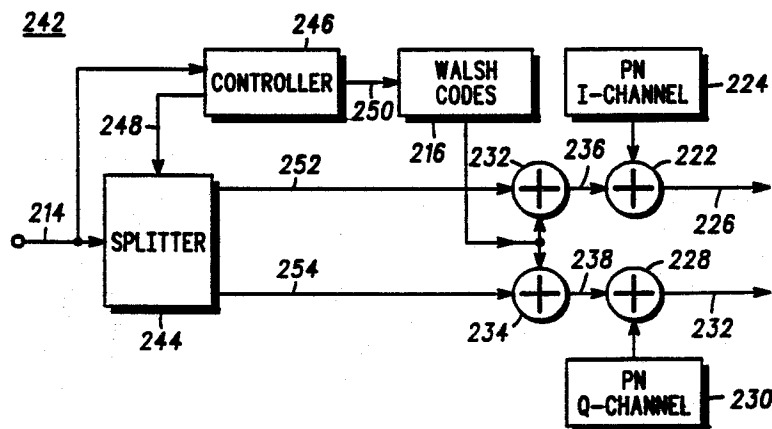 242
246
CONTROLLER
WALSH
CODES
PN
I-CHANNEL
224
248
250
216
232
236
222
252
226
214
SPLITTER
254
238
228
244
234
232
PN
Q-CHANNEL
230